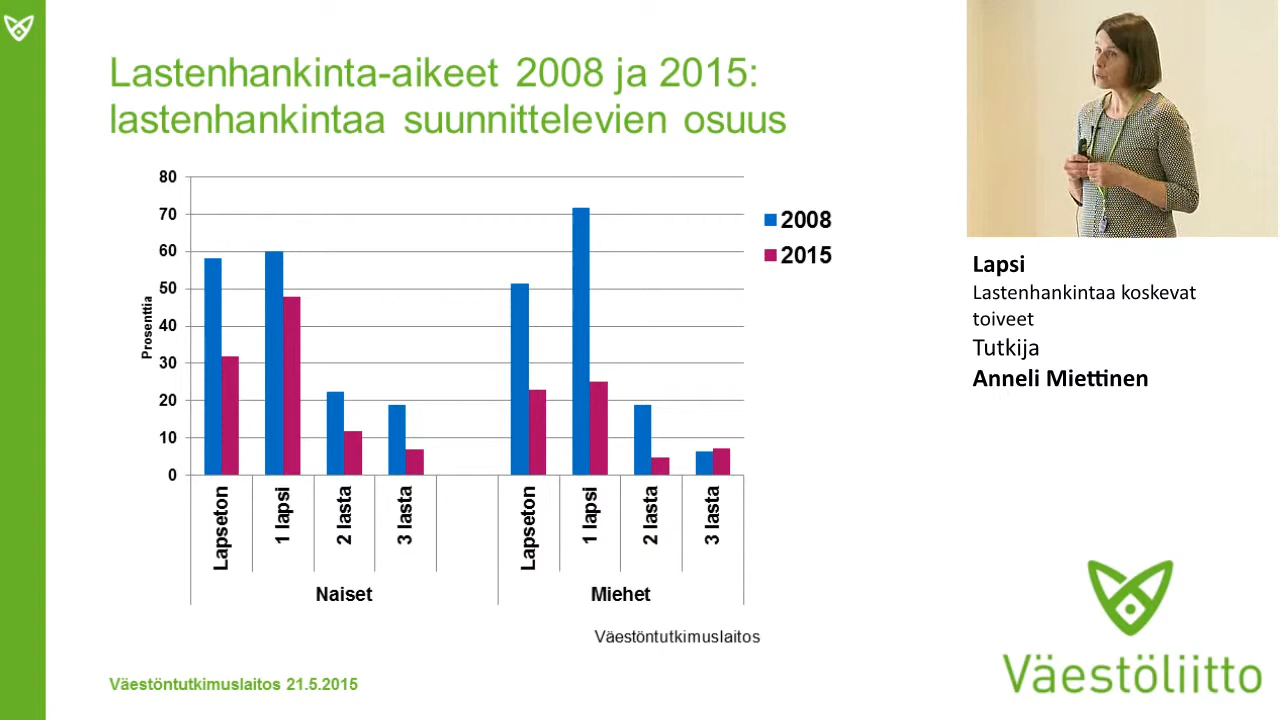 Lastenhankinta-aikeet 2008 ja 2015:
lastenhankintaa suunnittelevien osuus
80
70
60
50
40
30
20
10
0
Prosenttia
2008
2015
Lapseton
1 lapsi
2 lasta
3 lasta
Lapseton
1 lapsi
2 lasta
3 lasta
Naiset
Miehet
Väestöntutkimuslaitos
Väestöntutkimuslaitos 21.5.2015
Lapsi
Lastenhankintaa koskevat
toiveet
Tutkija
Anneli Miettinen
Väestöliitto